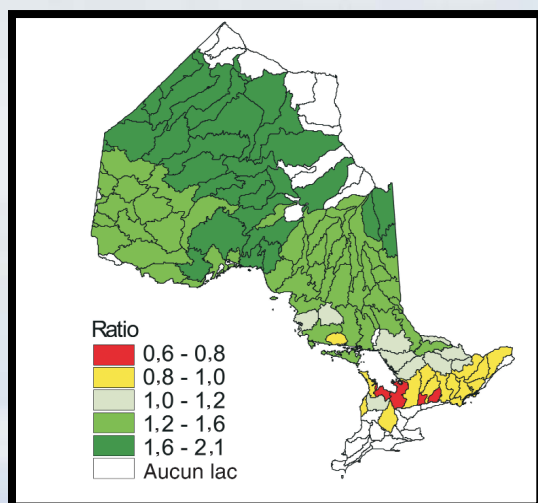 Ratio
0,6 - 0,8
0,8 - 1,0
1,0 - 1,2
1,2 - 1,6
1,6 - 2,1
Aucun lac